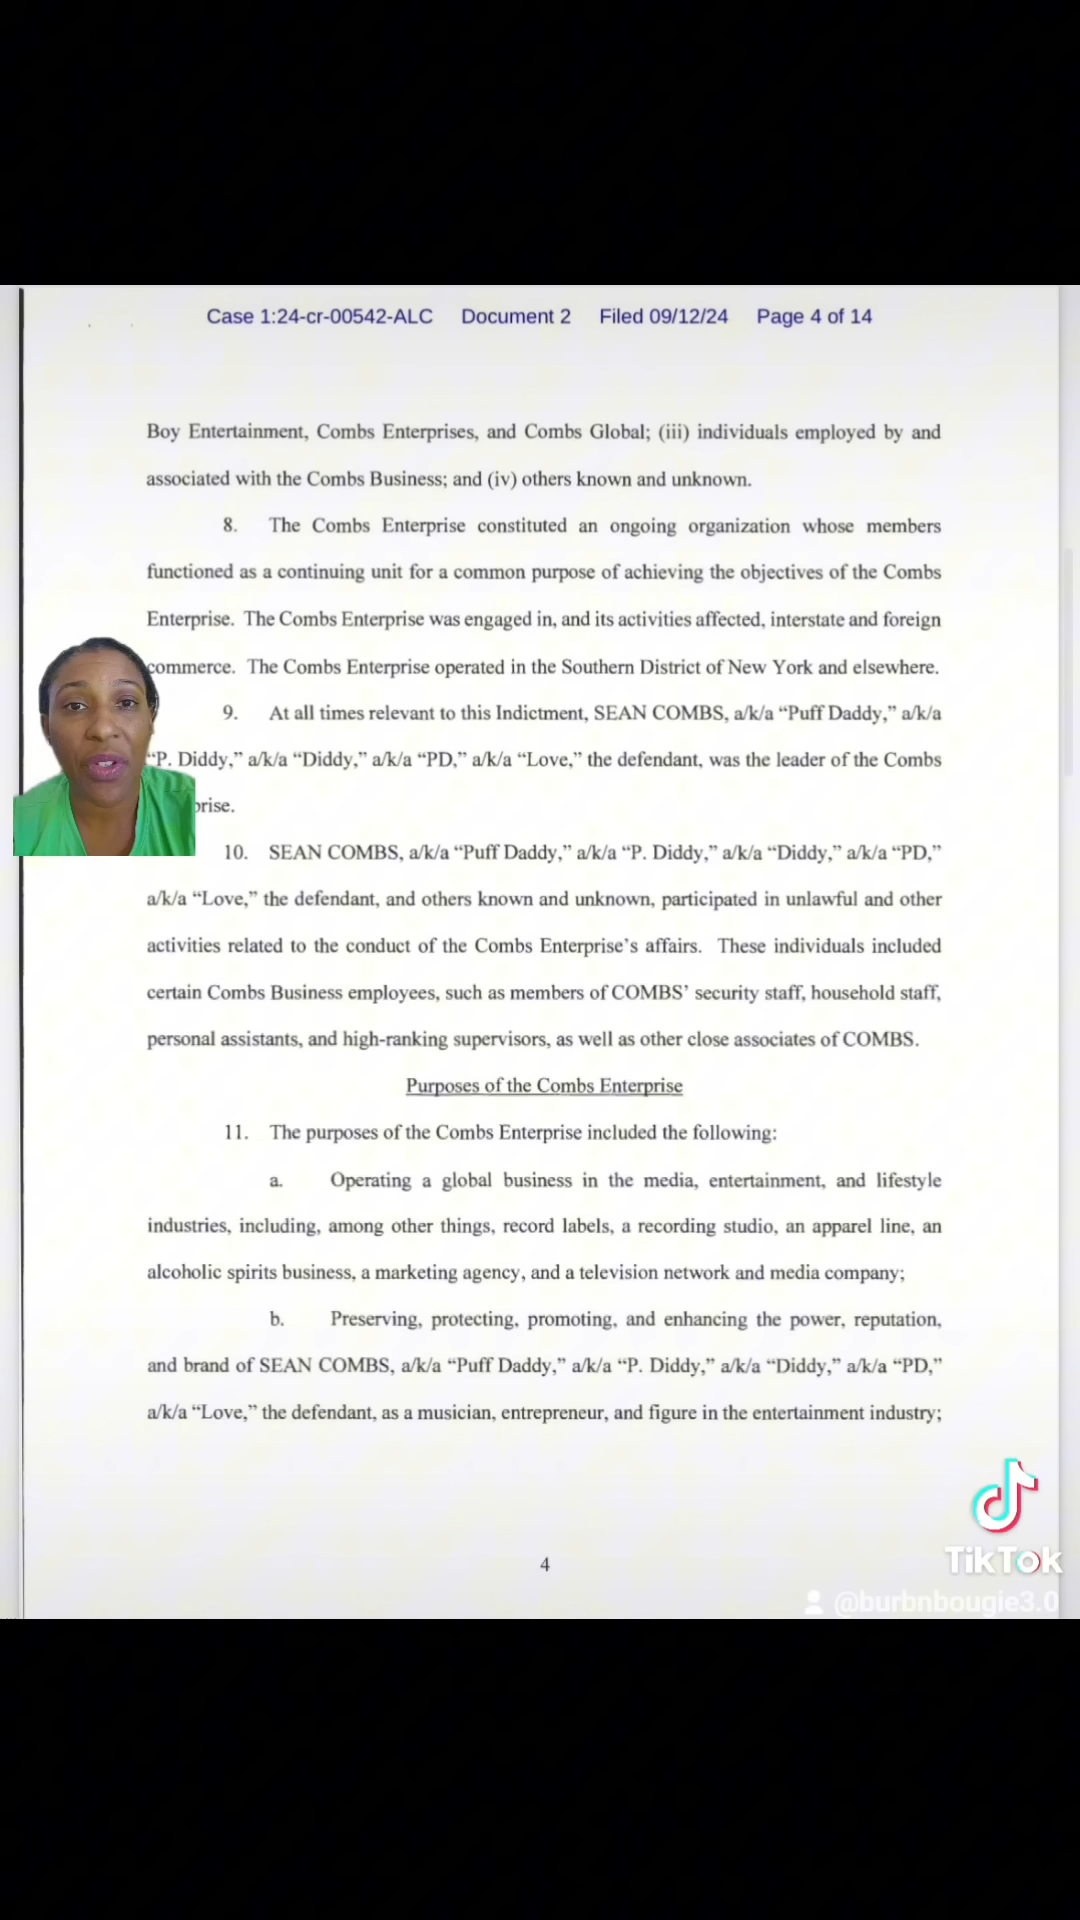 Case 1:24-cr-00542-ALC Document 2 Filed 09/12/24 Page 4 of 14
Boy Entertainment, Combs Enterprises, and Combs Global; (iii) individuals employed by and
associated with the Combs Business; and (iv) others known and unknown.
8. The Combs Enterprise constituted an ongoing organization whose members
functioned as a continuing unit for a common purpose of achieving the objectives of the Combs
Enterprise. The Combs Enterprise was engaged in, and its activities affected, interstate and foreign
commerce. The Combs Enterprise operated in the Southern District of New York and elsewhere.
9. At all times relevant to this Indictment, SEAN COMBS, a/k/a “Puff Daddy,” a/k/a
“P. Diddy,” a/k/a “Diddy,” a/k/a “PD,” a/k/a “Love,” the defendant, was the leader of the Combs
prise.
10. SEAN COMBS, a/k/a “Puff Daddy,” a/k/a “P. Diddy,” a/k/a “Diddy,” a/k/a “PD,”
a/k/a “Love,” the defendant, and others known and unknown, participated in unlawful and other
activities related to the conduct of the Combs Enterprise’s affairs. These individuals included
certain Combs Business employees, such as members of COMBS’ security staff, household staff,
personal assistants, and high-ranking supervisors, as well as other close associates of COMBS.
Purposes of the Combs Enterprise
11. The purposes of the Combs Enterprise included the following:
a. Operating a global business in the media, entertainment, and lifestyle
industries, including, among other things, record labels, a recording studio, an apparel line, an
alcoholic spirits business, a marketing agency, and a television network and media company;
b. Preserving, protecting, promoting, and enhancing the power, reputation,
and brand of SEAN COMBS, a/k/a “Puff Daddy,” a/k/a “P. Diddy,” a/k/a “Diddy,” a/k/a “PD,”
a/k/a “Love,” the defendant, as a musician, entrepreneur, and figure in the entertainment industry;
4
TikTok
@burbnbougie3.0